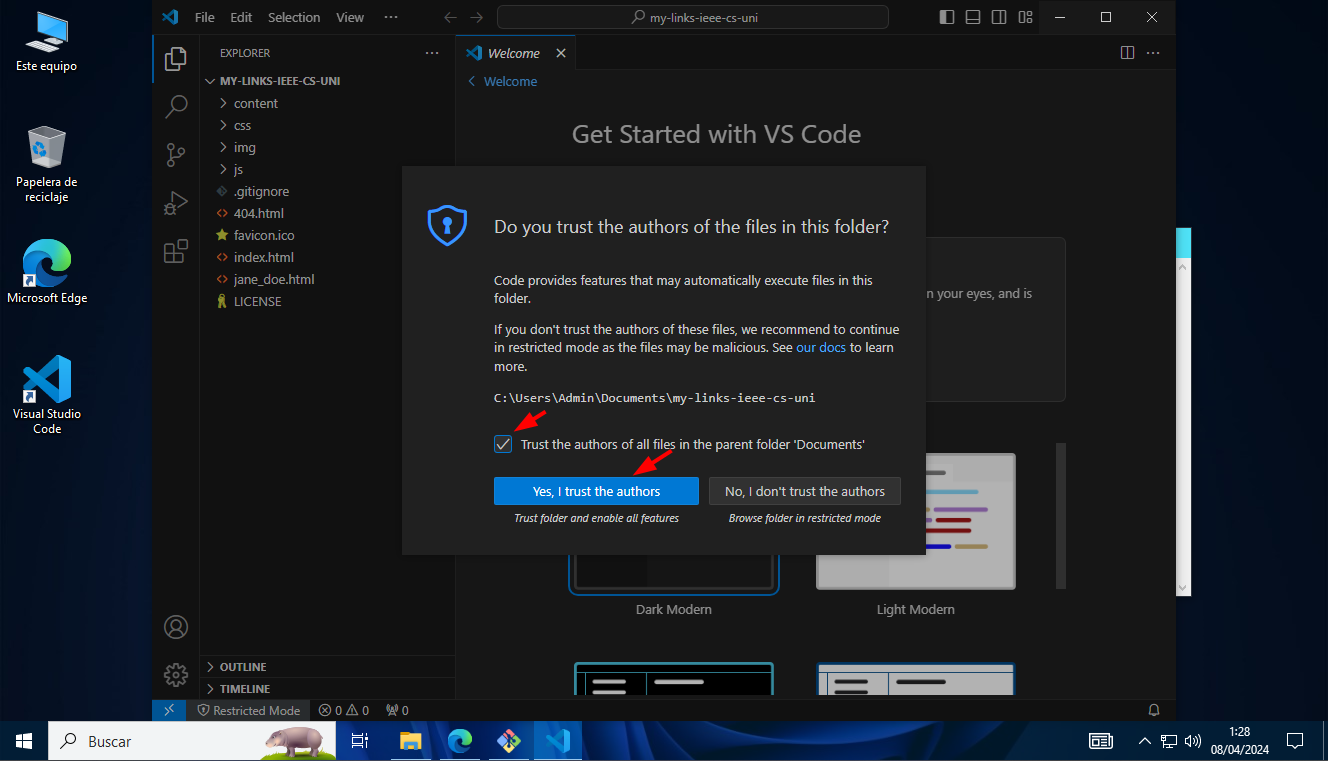 Este equipo
Papelera de
reciclaje
Microsoft Edge
Visual Studio
Code
File Edit Selection View ···
my-links-ieee-cs-uni
EXPLORER
Welcome
MY-LINKS-IEEE-CS-UNI
content
css
img
js
.gitignore
404.html
favicon.ico
index.html
jane_doe.html
LICENSE
OUTLINE
TIMELINE
Welcome
Get Started with VS Code
n your eyes, and is
Dark Modern
Light Modern
Do you trust the authors of the files in this folder?
Code provides features that may automatically execute files in this
folder.
If you don't trust the authors of these files, we recommend to continue
in restricted mode as the files may be malicious. See our docs to learn
more.
C:\Users\Admin\Documents\my-links-ieee-cs-uni
Trust the authors of all files in the parent folder 'Documents'
Yes, I trust the authors
No, I don't trust the authors
Trust folder and enable all features
Browse folder in restricted mode
Restricted Mode 0 0 0
Buscar
1:28
08/04/2024